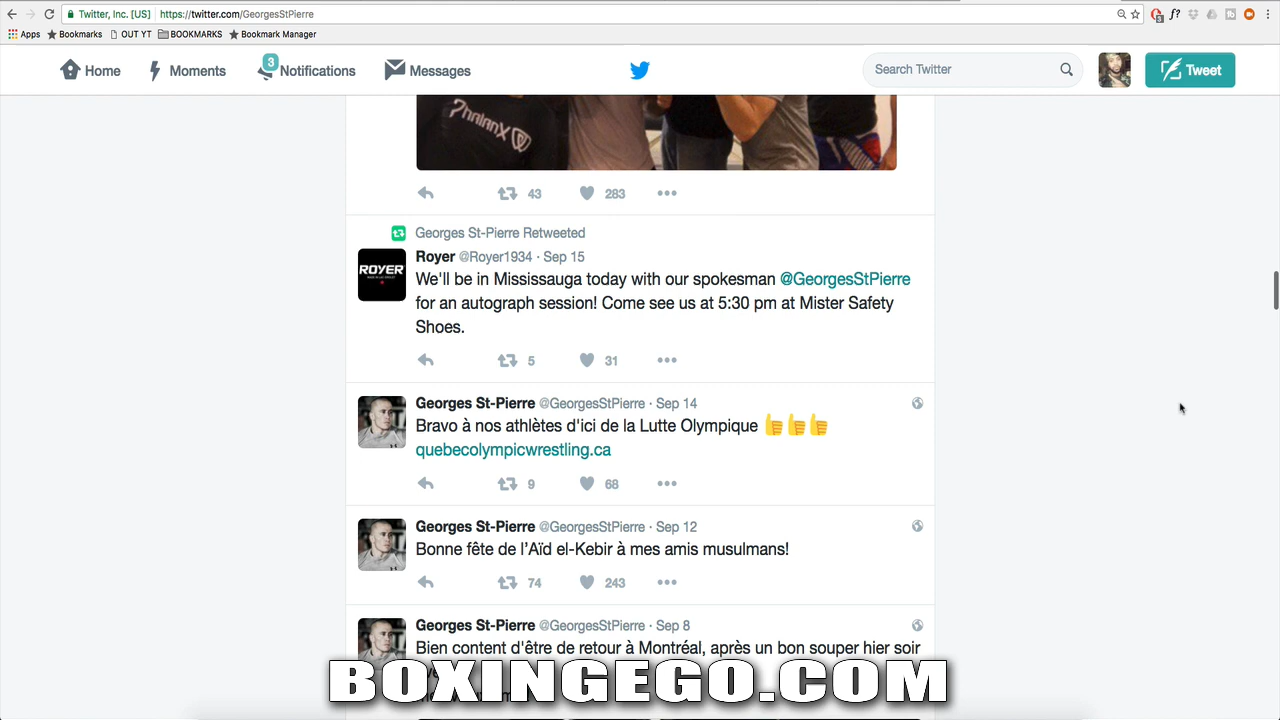 Twitter, Inc. [US] https://twitter.com/GeorgesStPierre
Apps Bookmarks OUT YT BOOKMARKS Bookmark Manager
Home Moments 3 Notifications Messages Search Twitter Tweet
PhalanX
43 283
Georges St-Pierre Retweeted
Royer @Royer1934 · Sep 15
ROYER
We'll be in Mississauga today with our spokesman @GeorgesStPierre
for an autograph session! Come see us at 5:30 pm at Mister Safety
Shoes.
5 31
Georges St-Pierre @GeorgesStPierre · Sep 14
Bravo à nos athlètes d'ici de la Lutte Olympique 👍👍👍
quebecolympicwrestling.ca
9 68
Georges St-Pierre @GeorgesStPierre · Sep 12
Bonne fête de l'Aïd el-Kebir à mes amis musulmans!
74 243
Georges St-Pierre @GeorgesStPierre · Sep 8
Bien content d'être de retour à Montréal, après un bon souper hier soir
BOXINGEGO.COM